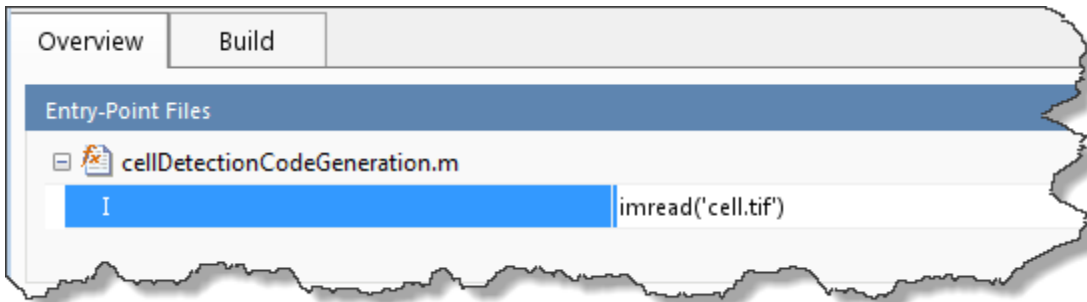 Overview Build
Entry-Point Files
cellDetectionCodeGeneration.m
I imread('cell.tif')